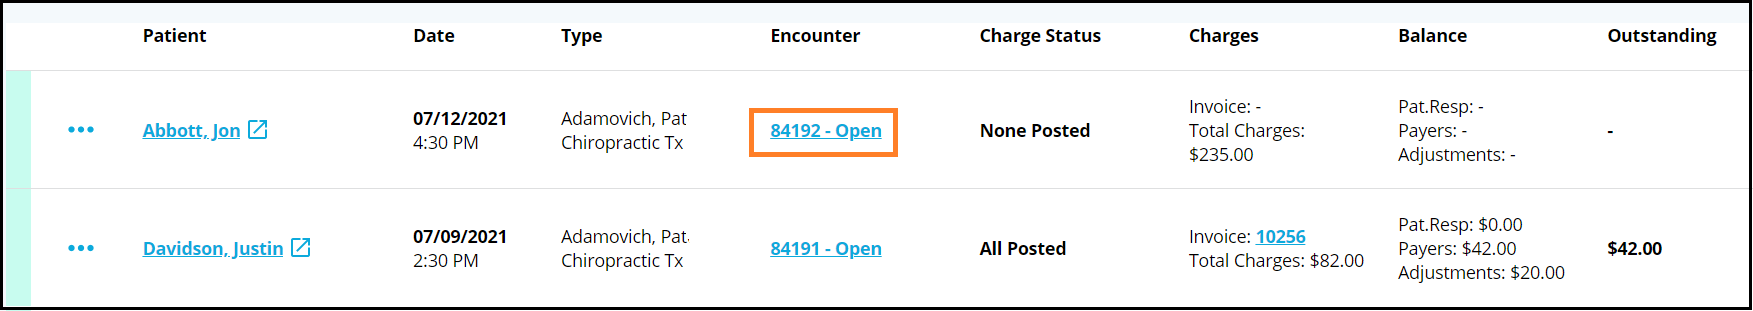 Patient Date Type Encounter Charge Status Charges Balance Outstanding
Abbott, Jon
07/12/2021
4:30 PM
Adamovich, Pat
Chiropractic Tx
84192 - Open
None Posted
Invoice: -
Total Charges:
$235.00
Pat.Resp: -
Payers: -
Adjustments: -
-
Davidson, Justin
07/09/2021
2:30 PM
Adamovich, Pat
Chiropractic Tx
84191 - Open
All Posted
Invoice: 10256
Total Charges: $82.00
Pat.Resp: $0.00
Payers: $42.00
Adjustments: $20.00
$42.00